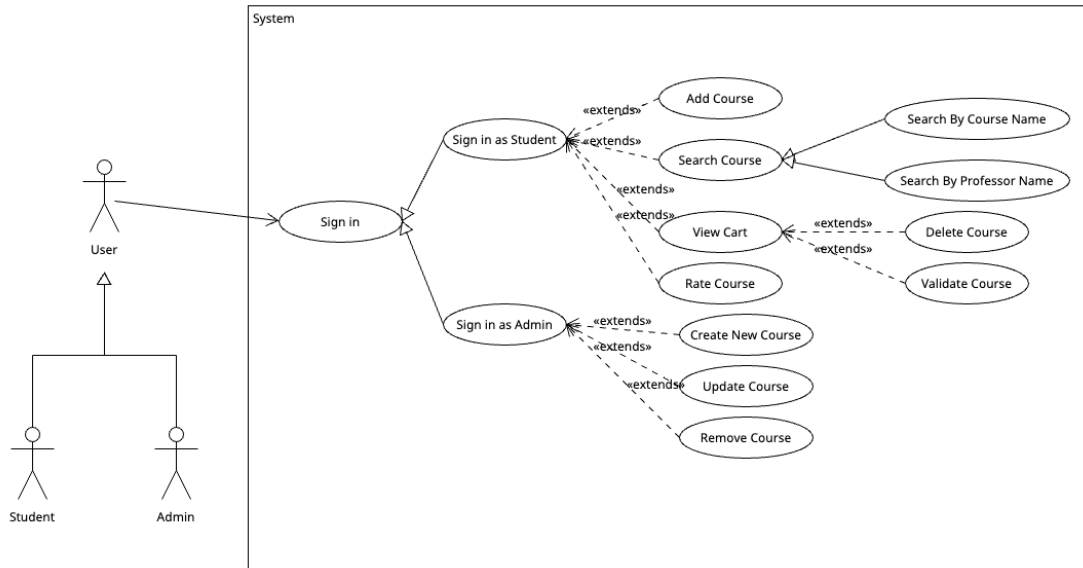 System
Add Course
«extends»
Search By Course Name
Sign in as Student
«extends»
Search Course
Search By Professor Name
«extends»
Sign in
«extends»
View Cart
«extends»
Delete Course
User
«extends»
Rate Course
Validate Course
Sign in as Admin
«extends»
Create New Course
«extends»
Update Course
«extends»
Remove Course
Student
Admin